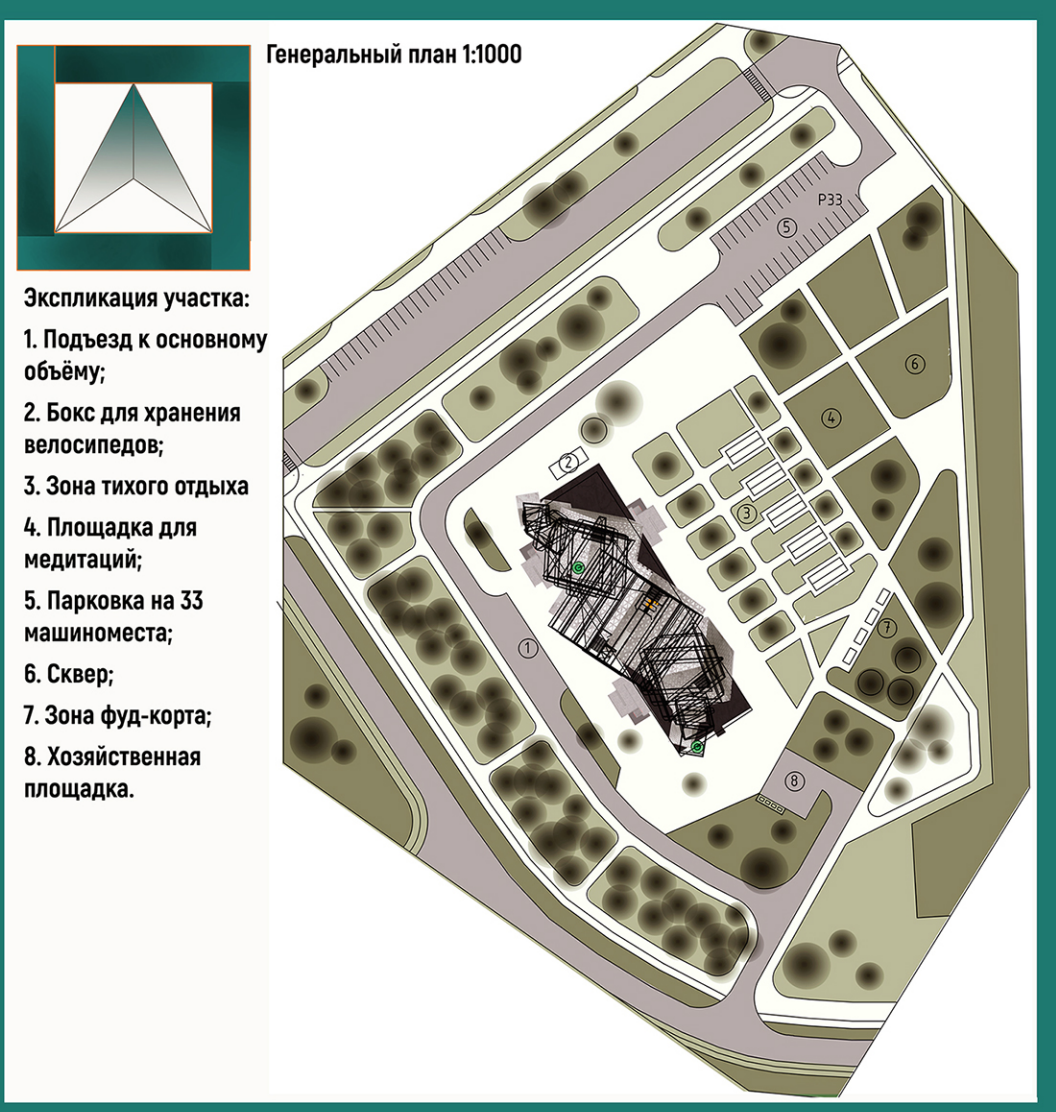 Генеральный план 1:1000
Экспликация участка:
1. Подъезд к основному
объёму;
2. Бокс для хранения
велосипедов;
3. Зона тихого отдыха
4. Площадка для
медитаций;
5. Парковка на 33
машиноместа;
6. Сквер;
7. Зона фуд-корта;
8. Хозяйственная
площадка.
P33
5
6
4
2
3
7
1
8